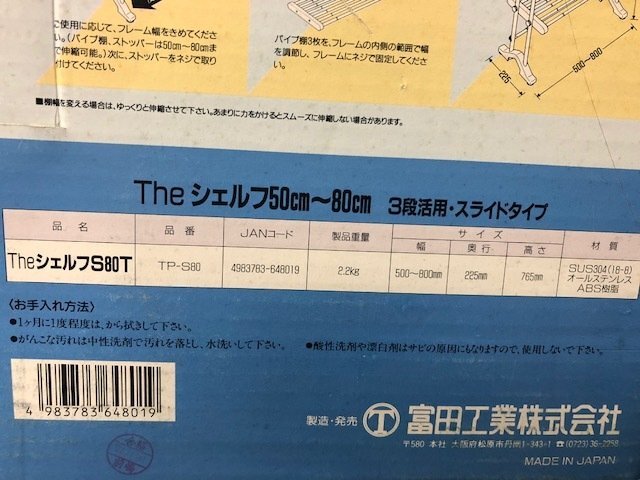 に使用に応じて、フレーム幅をきめてください。
(パイプ棚、ストッパーは50cm~80cmま
で伸縮可能。)次に、ストッパーをネジで取り
付けてください。
パイプ棚3枚を、フレームの内側の範囲で幅
を調節し、フレームにネジで固定してくださ
い。
225
500~800
■棚幅を変える場合は、ゆっくりと伸縮させて下さい。あまりに力をかけるとスムーズに伸縮しない場合があります。
Theシェルフ50cm~80cm 3段活用・スライドタイプ
品名 品番 JANコード 製品重量 サイズ 材質
幅 奥行 高さ
TheシェルフS80T TP-S80 4983783-648019 2.2kg 500~800mm 225mm 765mm SUS304(18-8)
オールステンレス
ABS樹脂
〈お手入れ方法〉
●1ヶ月に1度程度は、から拭きして下さい。
●がんこな汚れは中性洗剤で汚れを落とし、水洗いして下さい。
●酸性洗剤や漂白剤はサビの原因にもなりますので、使用しないで下さい。
4 983783 648019
製造・発売 富田工業株式会社
〒580 本社 大阪府松原市丹南1-343-1 ☎(0723)36-2258
MADE IN JAPAN